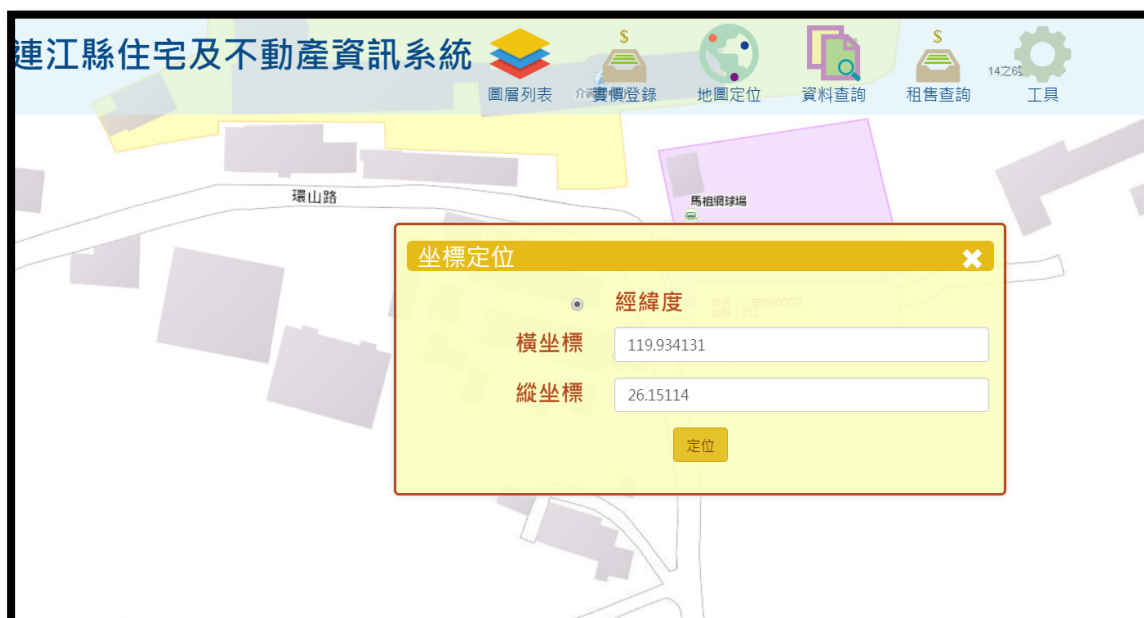 連江縣住宅及不動產資訊系統
圖層列表
實價登錄
地圖定位
資料查詢
租售查詢
工具
環山路
馬祖網球場
坐標定位
經緯度
橫坐標 119.934131
縱坐標 26.15114
定位